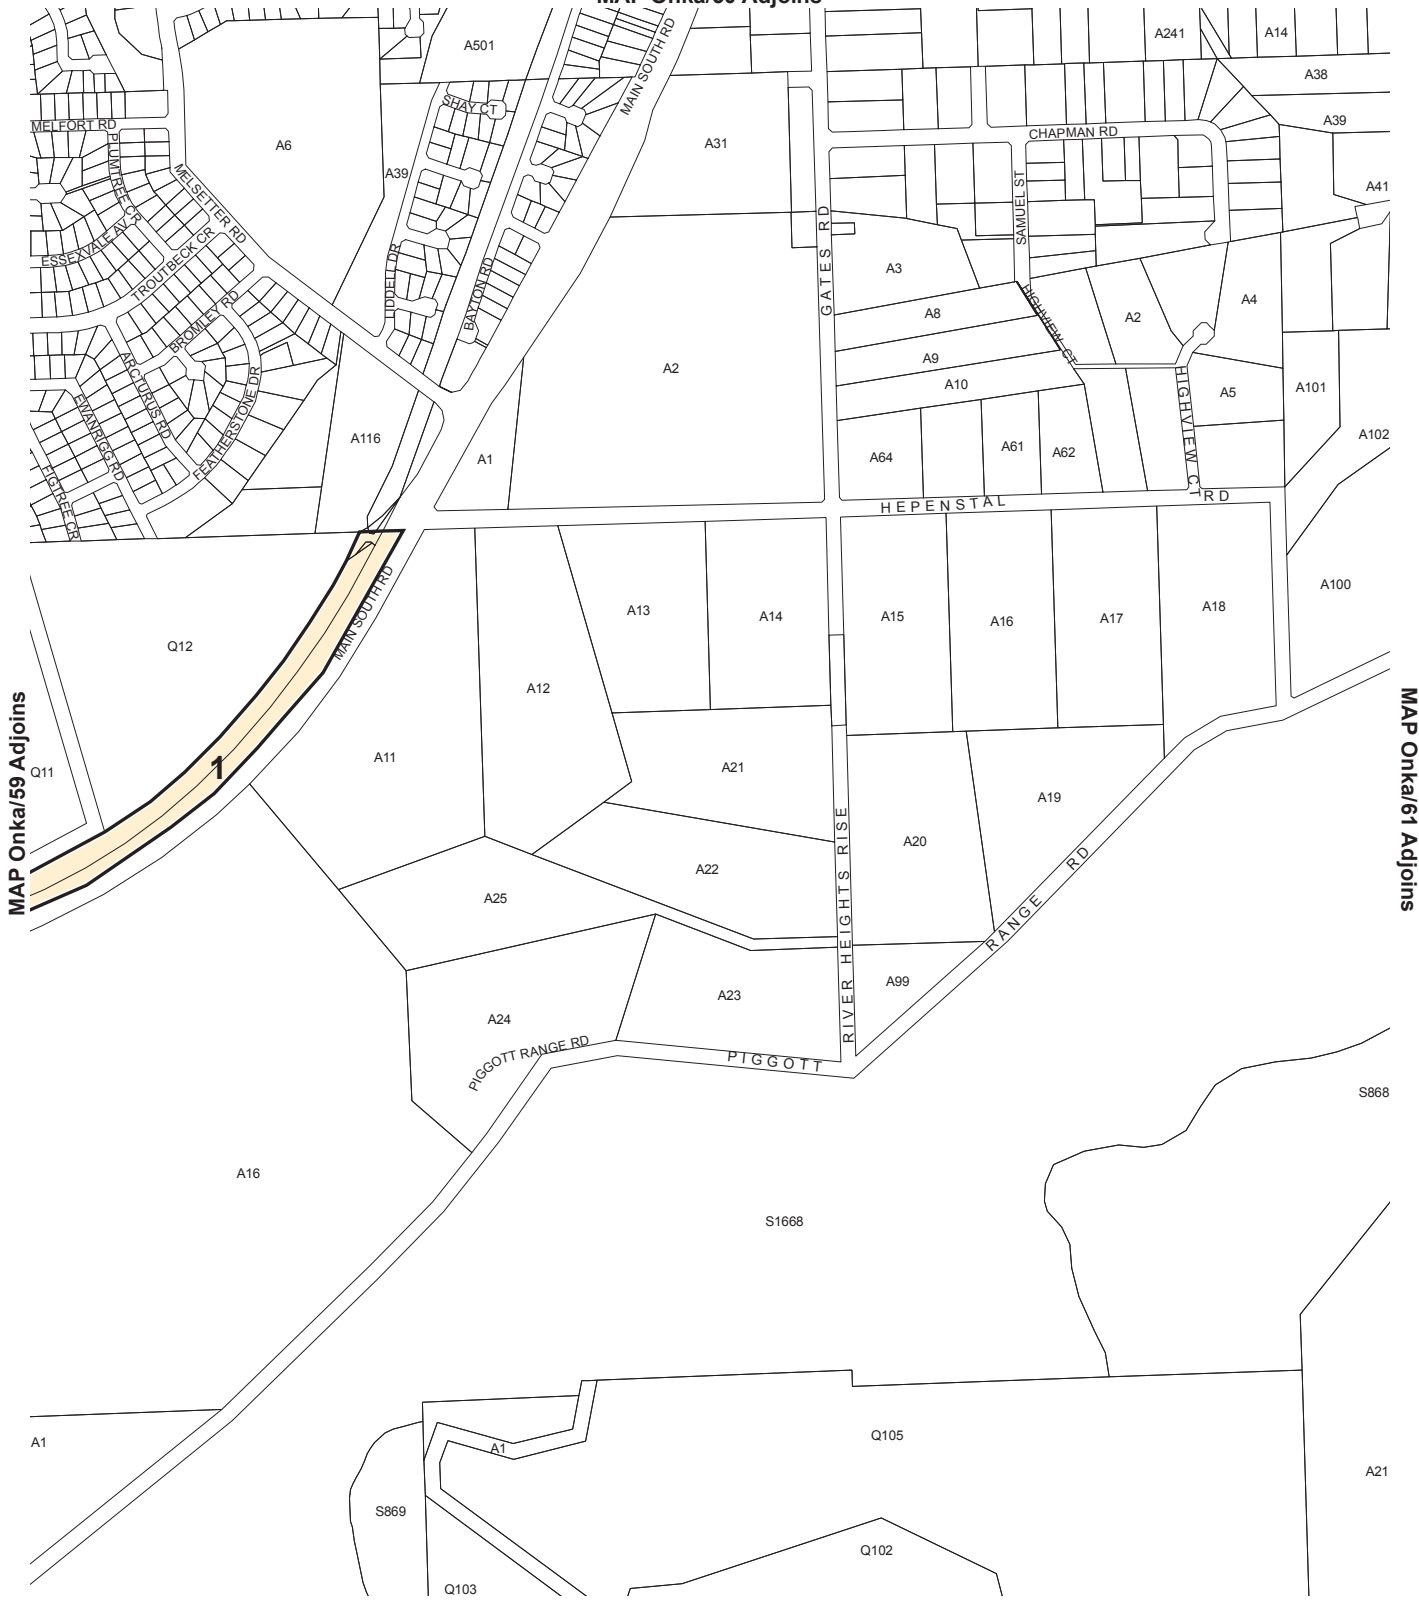 A501
A241
A14
MAIN SOUTH RD
A38
SHAY CT
MELFORT RD
A39
CHAPMAN RD
A6
A31
PLUMTREE CR
A39
MELSETTER RD
A41
SAMUEL ST
ESSEXVALE AV
TROUTBECK CR
GATES RD
LIDDELL DR
BAYTON RD
A3
A4
BROMLEY RD
HIGHVIEW CT
A8
A2
A9
A2
A10
ARCTURUS RD
FEATHERSTONE DR
EWANRIGG RD
HIGHVIEW CT
A5
A101
A116
A1
A64
A61
A62
A102
FIGTREE CR
HEPENSTAL RD
MAIN SOUTH RD
A100
Q12
A13
A14
A15
A16
A17
A18
A12
MAP Onka/59 Adjoins
MAP Onka/61 Adjoins
Q11
1
A11
A21
A19
RIVER HEIGHTS RISE
A20
A22
RANGE RD
A25
A99
A23
A24
PIGGOTT RANGE RD
PIGGOTT
S868
A16
S1668
A1
A1
Q105
A21
S869
Q102
Q103